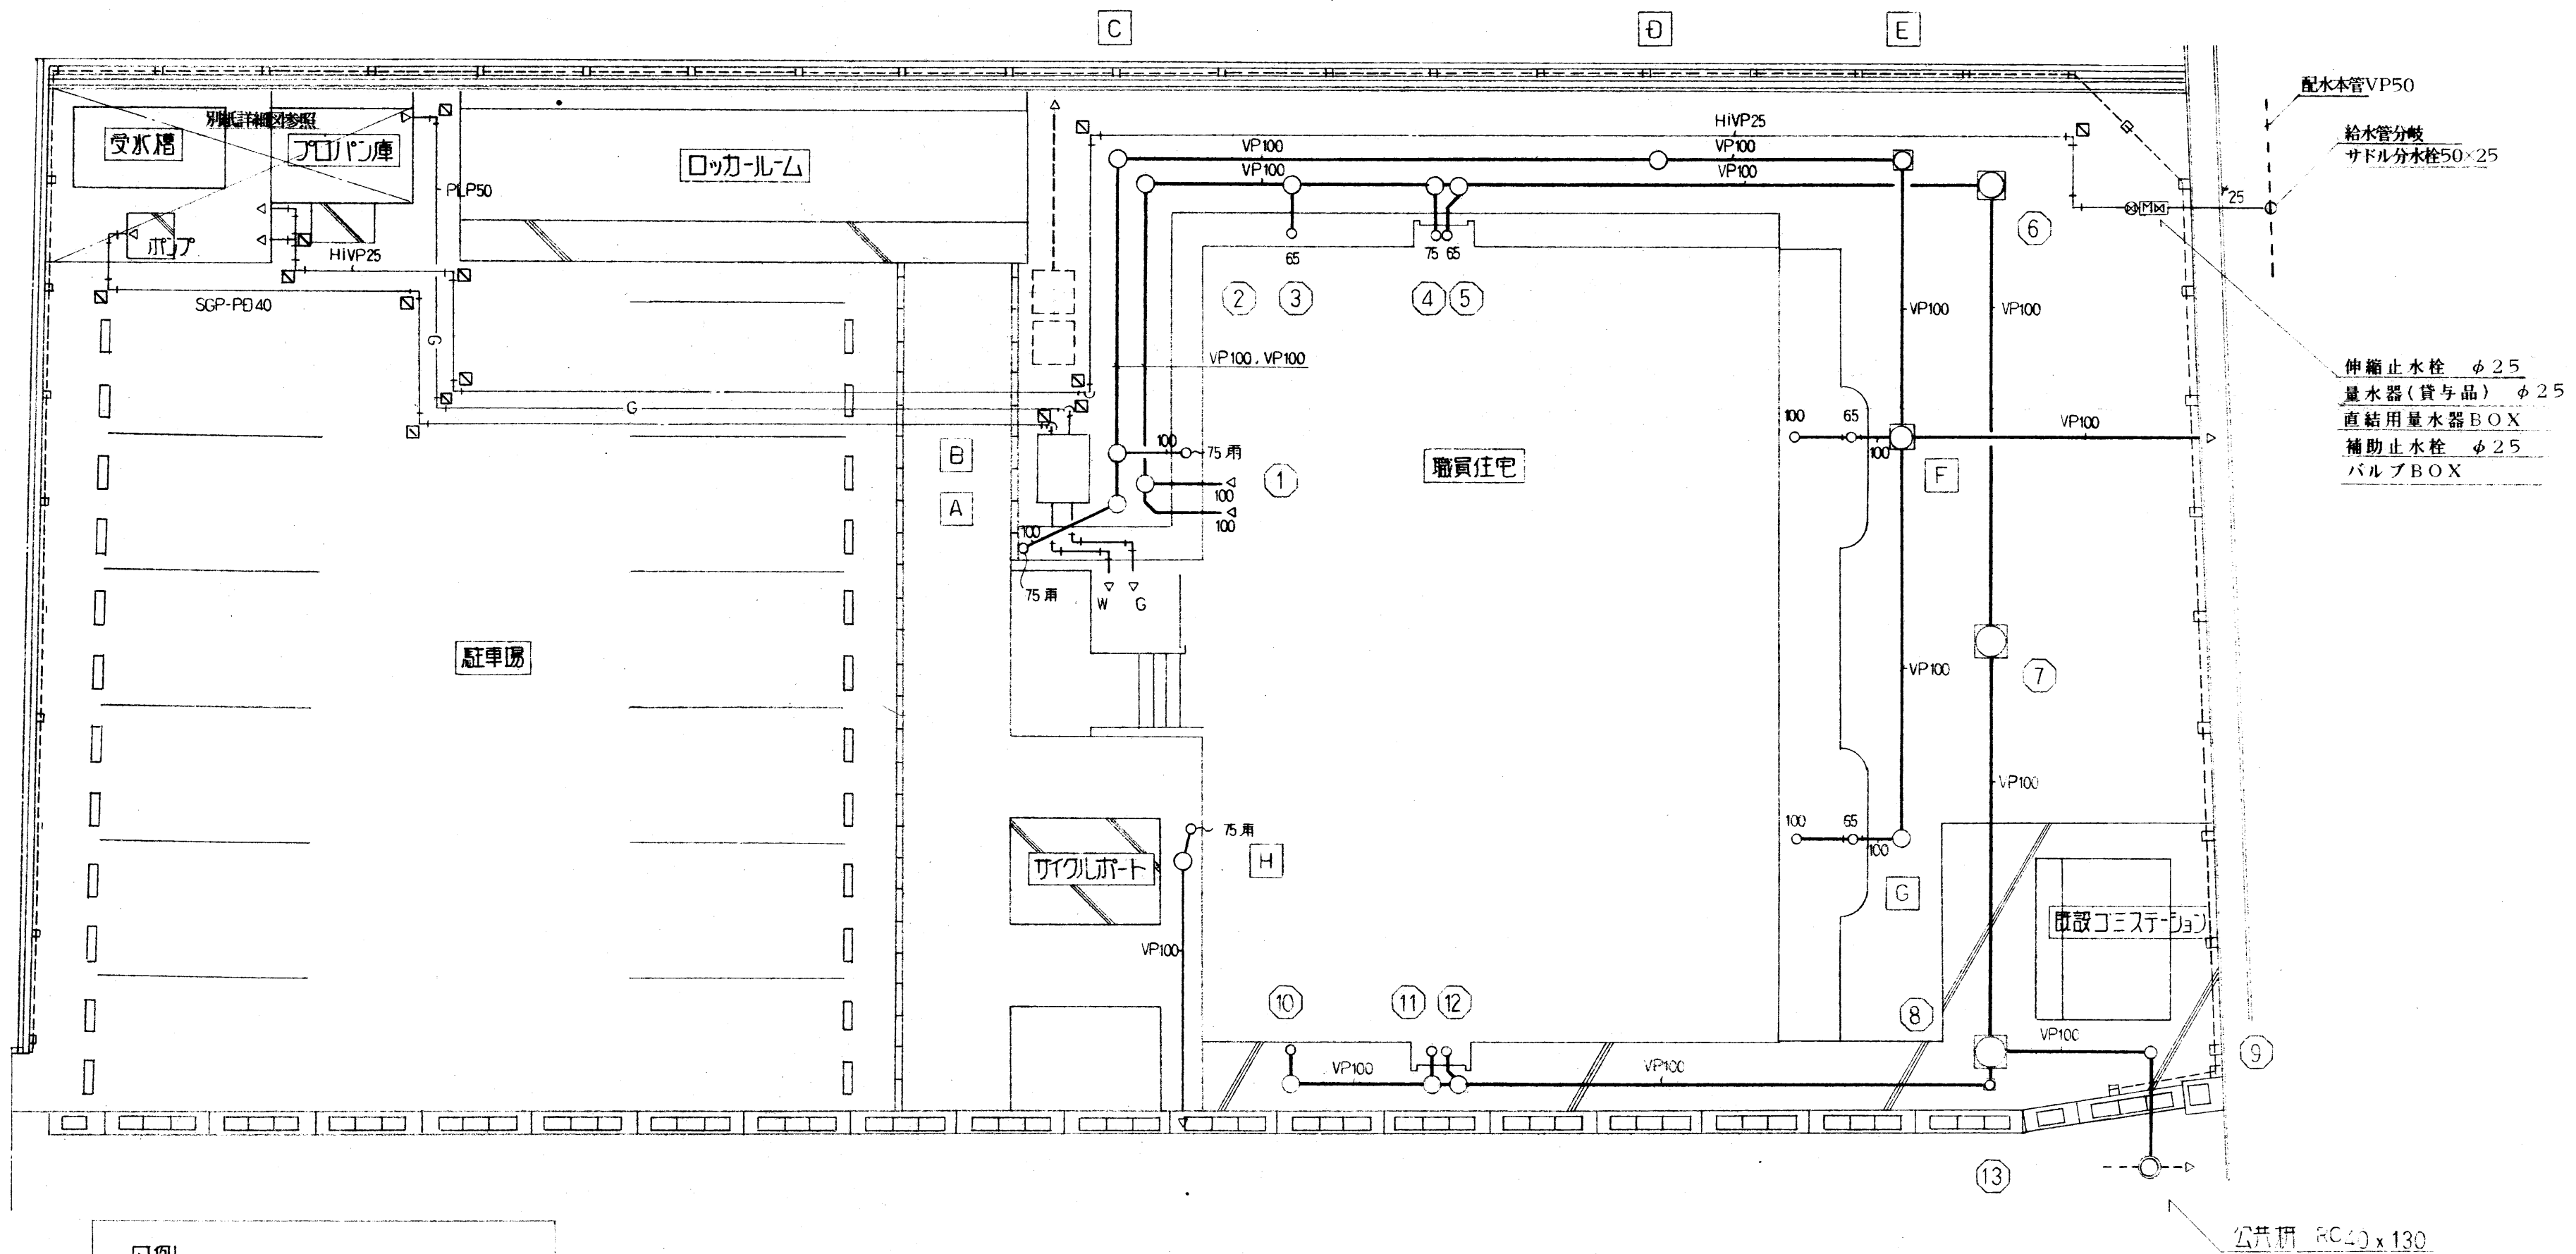 C
D
E
配水本管VP50
給水管分岐
サドル分水栓50×25
HiVP25
別紙詳細図参照
受水槽
プロパン庫
ロッカールーム
VP100
VP100
VP100
VP100
PLP50
25
M
ポンプ
6
HiVP25
65
75
65
SGP-PD40
2
3
4
5
VP100
VP100
G
VP100, VP100
伸縮止水栓 φ25
量水器(貸与品) φ25
直結用量水器BOX
補助止水栓 φ25
バルブBOX
G
100
65
100
VP100
100
75雨
B
職員住宅
F
1
A
100
100
100
75雨
W
G
駐車場
VP100
7
VP100
100
65
100
75雨
サイクルポート
H
G
既設ゴミステーション
VP100
10
11
12
8
VP100
9
VP100
VP100
13
公共桝
x 130
凡例